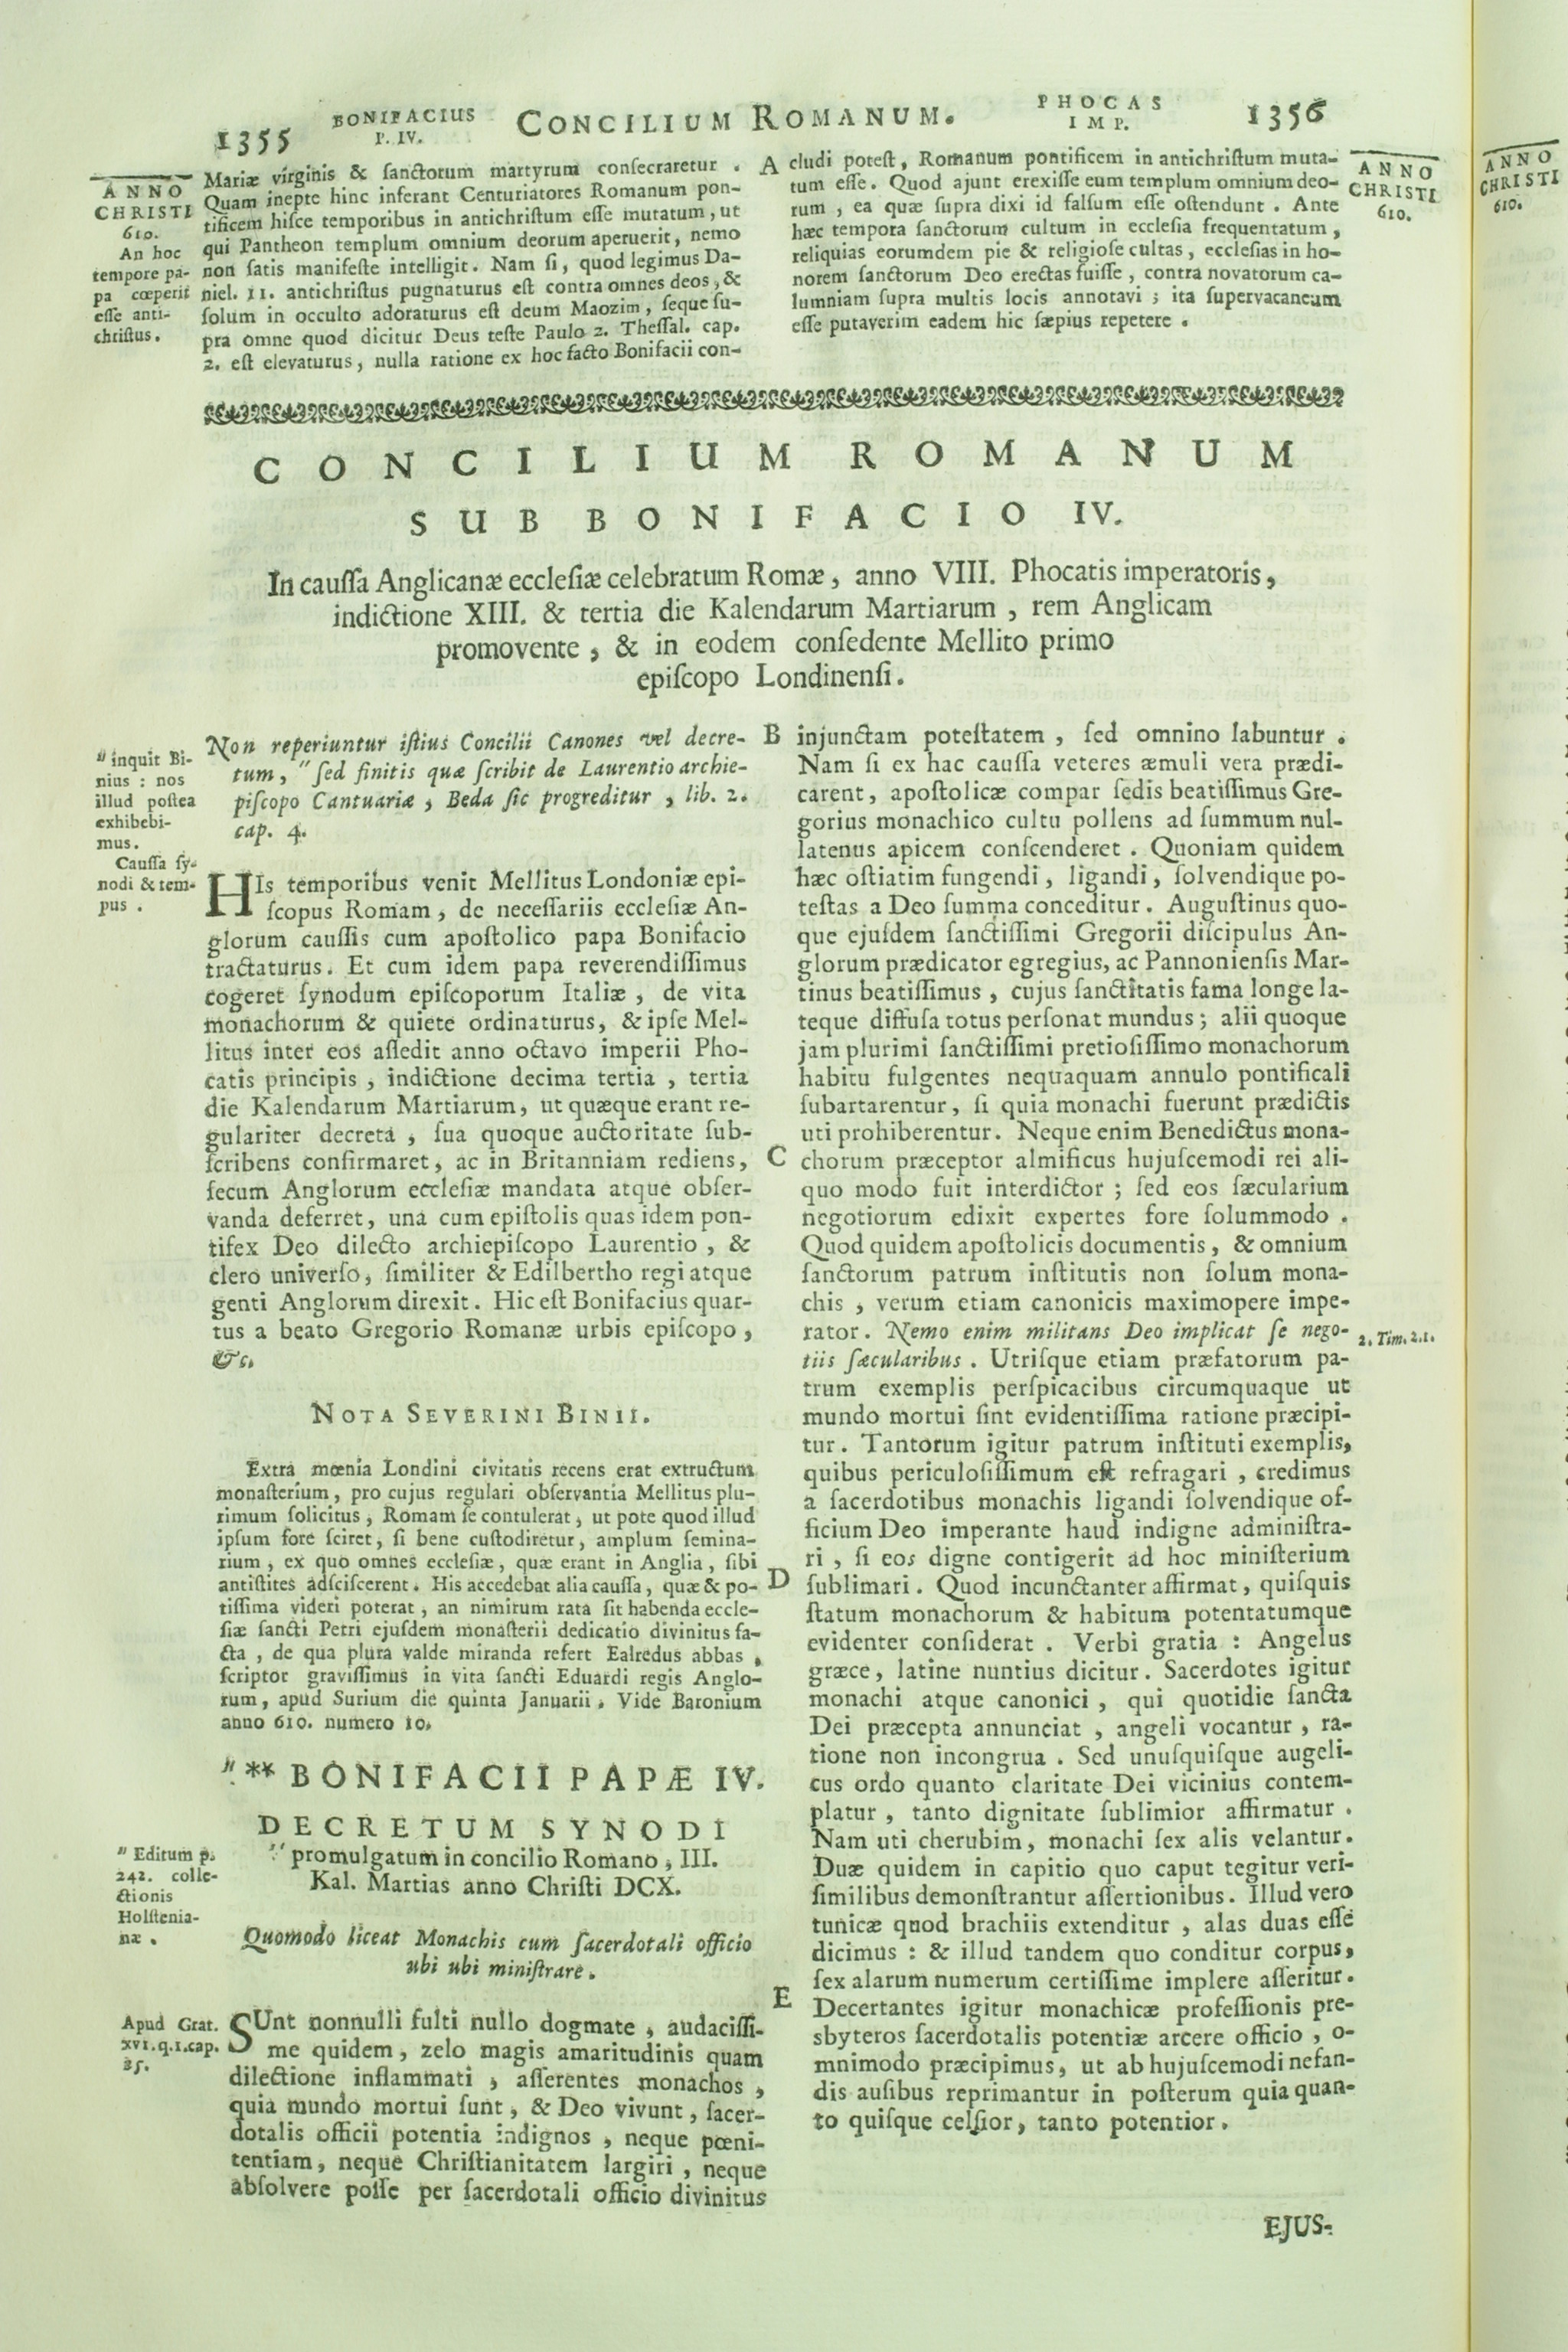 1355
BONIFACIUS
P. IV.
CONCILIUM ROMANUM.
PHOCAS
IMP.
1356
ANNO
CHRISTI
610.
An hoc
tempore pa-
pa cœperit
esse anti-
christus.
Mariæ virginis & sanctorum martyrum consecraretur.
Quam inepte hinc inferant Centuriatores Romanum pon-
tificem hisce temporibus in antichristum esse mutatum, ut
qui Pantheon templum omnium deorum aperuerit, nemo
non satis manifeste intelligit. Nam si, quod legimus Da-
niel. 11. antichristus pugnaturus est contra omnes deos, &
solum in occulto adoraturus est deum Maozim, seque su-
pra omne quod dicitur Deus teste Paulo 2. Thessal. cap.
2. est elevaturus, nulla ratione ex hoc facto Bonifacii con-
A
cludi potest, Romanum pontificem in antichristum muta-
tum esse. Quod ajunt erexisse eum templum omnium deo-
rum, ea quæ supra dixi id falsum esse ostendunt. Ante
hæc tempora sanctorum cultum in ecclesia frequentatum,
reliquias eorumdem pie & religiose cultas, ecclesias in ho-
norem sanctorum Deo erectas fuisse, contra novatorum ca-
lumniam supra multis locis annotavi; ita supervacaneum
esse putaverim eadem hic sæpius repetere.
ANNO
CHRISTI
610.
ANNO
CHRISTI
610.
CONCILIUM ROMANUM
SUB BONIFACIO IV.
In caussa Anglicanæ ecclesiæ celebratum Romæ, anno VIII. Phocatis imperatoris,
indictione XIII. & tertia die Kalendarum Martiarum, rem Anglicam
promovente, & in eodem consedente Mellito primo
episcopo Londinensi.
" inquit Bi-
nius: nos
illud postea
exhibebi-
mus.
Caussa sy-
nodi & tem-
pus.
Non reperiuntur istius Concilii Canones vel decre-
tum, " sed finitis quæ scribit de Laurentio archie-
piscopo Cantuariæ, Beda sic progreditur, lib. 2.
cap. 4.
HIs temporibus venit Mellitus Londoniæ epi-
scopus Romam, de necessariis ecclesiæ An-
glorum caussis cum apostolico papa Bonifacio
tractaturus. Et cum idem papa reverendissimus
cogeret synodum episcoporum Italiæ, de vita
monachorum & quiete ordinaturus, & ipse Mel-
litus inter eos assedit anno octavo imperii Pho-
catis principis, indictione decima tertia, tertia
die Kalendarum Martiarum, ut quæque erant re-
gulariter decreta, sua quoque auctoritate sub-
scribens confirmaret, ac in Britanniam rediens,
secum Anglorum ecclesiæ mandata atque obser-
vanda deferret, una cum epistolis quas idem pon-
tifex Deo dilecto archiepiscopo Laurentio, &
clero universo, similiter & Edilbertho regi atque
genti Anglorum direxit. Hic est Bonifacius quar-
tus a beato Gregorio Romanæ urbis episcopo,
&c.
NOTA SEVERINI BINII.
Extra mœnia Londini civitatis recens erat extructum
monasterium, pro cujus regulari observantia Mellitus plu-
rimum solicitus, Romam se contulerat, ut pote quod illud
ipsum fore sciret, si bene custodiretur, amplum semina-
rium, ex quo omnes ecclesiæ, quæ erant in Anglia, sibi
antistites adsciscerent. His accedebat alia caussa, quæ & po-
tissima videri poterat, an nimirum rata sit habenda eccle-
siæ sancti Petri ejusdem monasterii dedicatio divinitus fa-
cta, de qua plura valde miranda refert Ealredus abbas,
scriptor gravissimus in vita sancti Eduardi regis Anglo-
rum, apud Surium die quinta Januarii. Vide Baronium
anno 610. numero 10.
" ** BONIFACII PAPÆ IV.
DECRETUM SYNODI
" promulgatum in concilio Romano, III.
Kal. Martias anno Christi DCX.
" Editum p.
242. colle-
ctionis
Holstenia-
næ.
Quomodo liceat Monachis cum sacerdotali officio
ubi ubi ministrare.
Apud Grat.
xvi. q. 1. cap.
25.
SUnt nonnulli fulti nullo dogmate, audacissi-
me quidem, zelo magis amaritudinis quam
dilectione inflammati, asserentes monachos,
quia mundo mortui sunt, & Deo vivunt, sacer-
dotalis officii potentia indignos, neque pœni-
tentiam, neque Christianitatem largiri, neque
absolvere posse per sacerdotali officio divinitus
B
C
D
E
injunctam potestatem, sed omnino labuntur.
Nam si ex hac caussa veteres æmuli vera prædi-
carent, apostolicæ compar sedis beatissimus Gre-
gorius monachico cultu pollens ad summum nul-
latenus apicem conscenderet. Quoniam quidem
hæc ostiatim fungendi, ligandi, solvendique po-
testas a Deo summa conceditur. Augustinus quo-
que ejusdem sanctissimi Gregorii discipulus An-
glorum prædicator egregius, ac Pannoniensis Mar-
tinus beatissimus, cujus sanctitatis fama longe la-
teque diffusa totus personat mundus; alii quoque
jam plurimi sanctissimi pretiosissimo monachorum
habitu fulgentes nequaquam annulo pontificali
subartarentur, si quia monachi fuerunt prædictis
uti prohiberentur. Neque enim Benedictus mona-
chorum præceptor almificus hujuscemodi rei ali-
quo modo fuit interdictor; sed eos sæcularium
negotiorum edixit expertes fore solummodo.
Quod quidem apostolicis documentis, & omnium
sanctorum patrum institutis non solum mona-
chis, verum etiam canonicis maximopere impe-
rator. Nemo enim militans Deo implicat se nego-
tiis sæcularibus. Utrisque etiam præfatorum pa-
trum exemplis perspicacibus circumquaque ut
mundo mortui sint evidentissima ratione præcipi-
tur. Tantorum igitur patrum instituti exemplis,
quibus periculosissimum est refragari, credimus
a sacerdotibus monachis ligandi solvendique of-
ficium Deo imperante haud indigne administra-
ri, si eos digne contigerit ad hoc ministerium
sublimari. Quod incunctanter affirmat, quisquis
statum monachorum & habitum potentatumque
evidenter considerat. Verbi gratia: Angelus
græce, latine nuntius dicitur. Sacerdotes igitur
monachi atque canonici, qui quotidie sancta
Dei præcepta annunciat, angeli vocantur, ra-
tione non incongrua. Sed unusquisque augeli-
cus ordo quanto claritate Dei vicinius contem-
platur, tanto dignitate sublimior affirmatur.
Nam uti cherubim, monachi sex alis velantur.
Duæ quidem in capitio quo caput tegitur veri-
similibus demonstrantur assertionibus. Illud vero
tunicæ quod brachiis extenditur, alas duas esse
dicimus: & illud tandem quo conditur corpus,
sex alarum numerum certissime implere asseritur.
Decertantes igitur monachicæ professionis pre-
sbyteros sacerdotalis potentiæ arcere officio, o-
mnimodo præcipimus, ut ab hujuscemodi nefan-
dis ausibus reprimantur in posterum quia quan-
to quisque celsior, tanto potentior.
2. Tim. 2. 1.
EJUS-